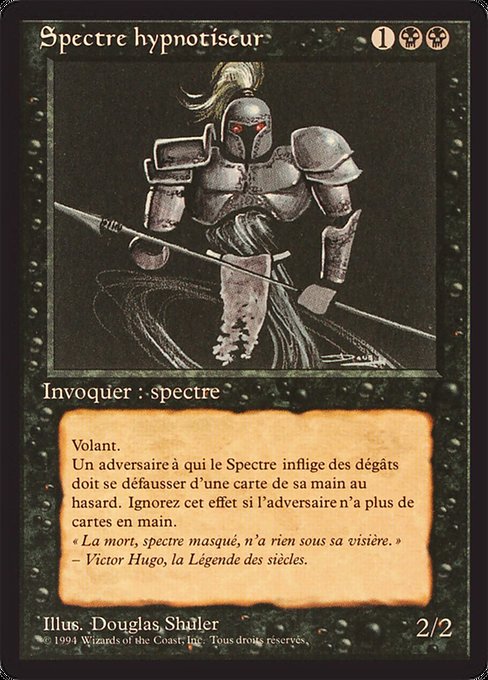 Spectre hypnotiseur 1
Invoquer : spectre
Volant.
Un adversaire à qui le Spectre inflige des dégâts
doit se défausser d'une carte de sa main au
hasard. Ignorez cet effet si l'adversaire n'a plus de
cartes en main.
« La mort, spectre masqué, n'a rien sous sa visière. »
– Victor Hugo, la Légende des siècles.
Illus. Douglas Shuler
© 1994 Wizards of the Coast, Inc. Tous droits réservés.
2/2